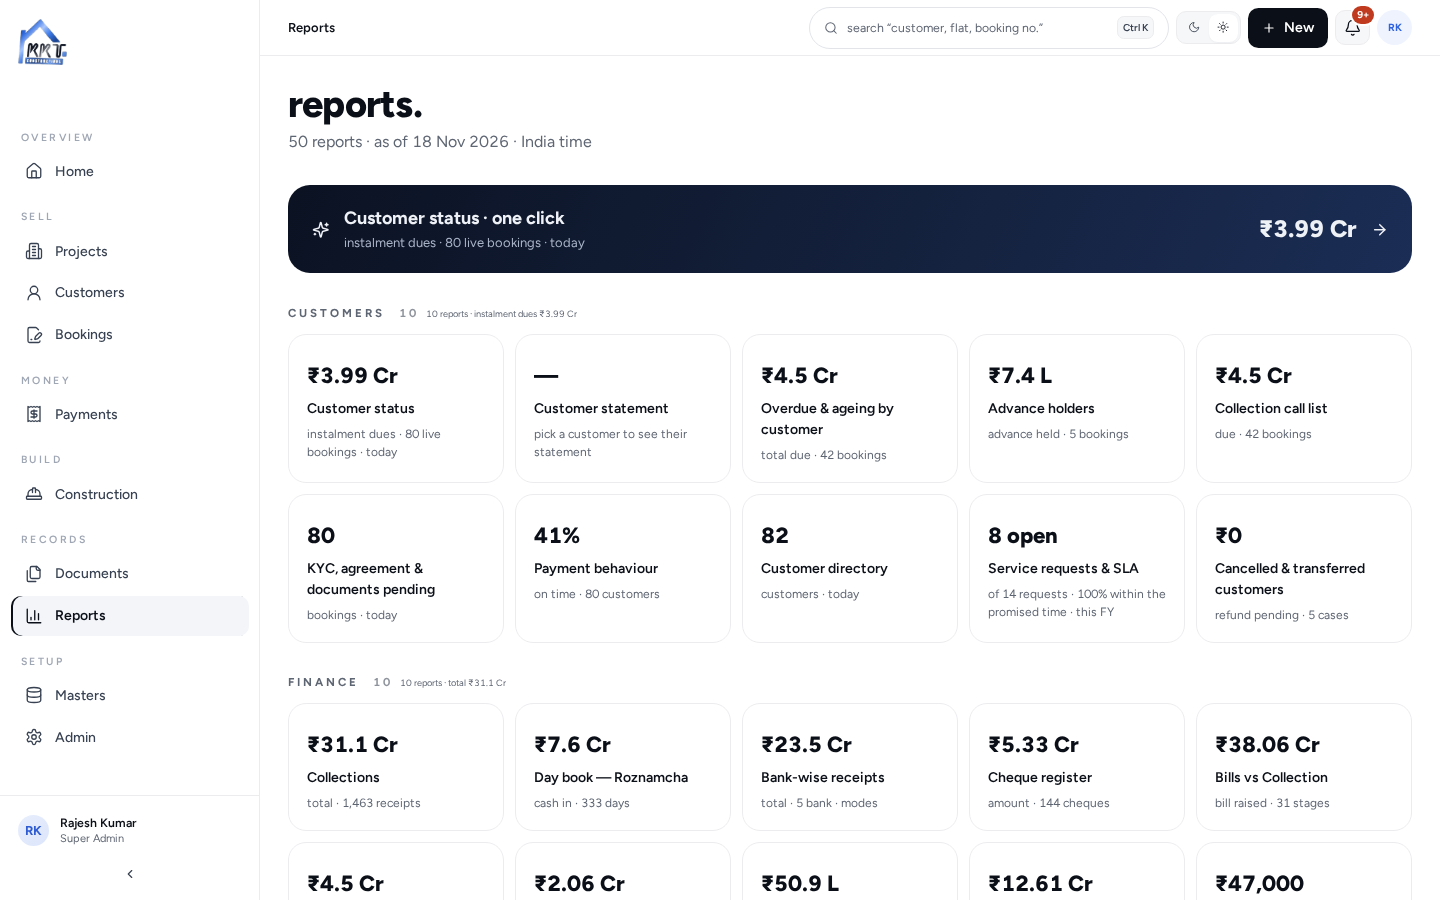 RKT
CONSTRUCTIONS
Reports
search “customer, flat, booking no.”
Ctrl K
+ New
9+
RK
OVERVIEW
Home
SELL
Projects
Customers
Bookings
MONEY
Payments
BUILD
Construction
RECORDS
Documents
Reports
SETUP
Masters
Admin
RK
Rajesh Kumar
Super Admin
reports.
50 reports · as of 18 Nov 2026 · India time
Customer status · one click
instalment dues · 80 live bookings · today
₹3.99 Cr
CUSTOMERS 10 10 reports · instalment dues ₹3.99 Cr
₹3.99 Cr
Customer status
instalment dues · 80 live
bookings · today
—
Customer statement
pick a customer to see their
statement
₹4.5 Cr
Overdue & ageing by
customer
total due · 42 bookings
₹7.4 L
Advance holders
advance held · 5 bookings
₹4.5 Cr
Collection call list
due · 42 bookings
80
KYC, agreement &
documents pending
bookings · today
41%
Payment behaviour
on time · 80 customers
82
Customer directory
customers · today
8 open
Service requests & SLA
of 14 requests · 100% within the
promised time · this FY
₹0
Cancelled & transferred
customers
refund pending · 5 cases
FINANCE 10 10 reports · total ₹31.1 Cr
₹31.1 Cr
Collections
total · 1,463 receipts
₹7.6 Cr
Day book — Roznamcha
cash in · 333 days
₹23.5 Cr
Bank-wise receipts
total · 5 bank · modes
₹5.33 Cr
Cheque register
amount · 144 cheques
₹38.06 Cr
Bills vs Collection
bill raised · 31 stages
₹4.5 Cr
₹2.06 Cr
₹50.9 L
₹12.61 Cr
₹47,000